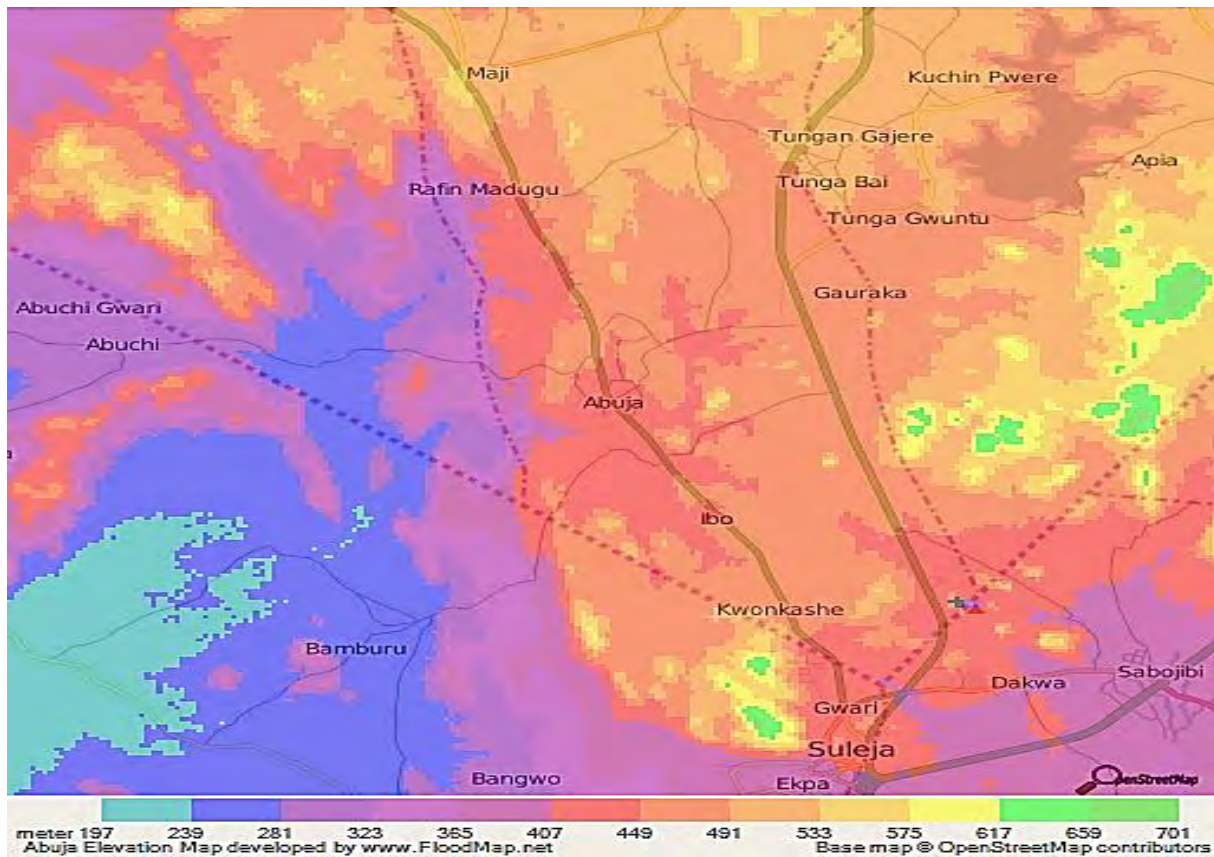 Maji
Kuchin Pwere
Tungan Gajere
Apia
Rafin Madugu
Tunga Bai
Tunga Gwuntu
Abuchi Gwari
Gauraka
Abuchi
Abuja
Ibo
Kwonkashe
Bamburu
Sabojibi
Dakwa
Gwari
Suleja
Bangwo
Ekpa
OpenStreetMap
meter 197 239 281 323 365 407 449 491 533 575 617 659 701
Abuja Elevation Map developed by www.FloodMap.net
Base map © OpenStreetMap contributors